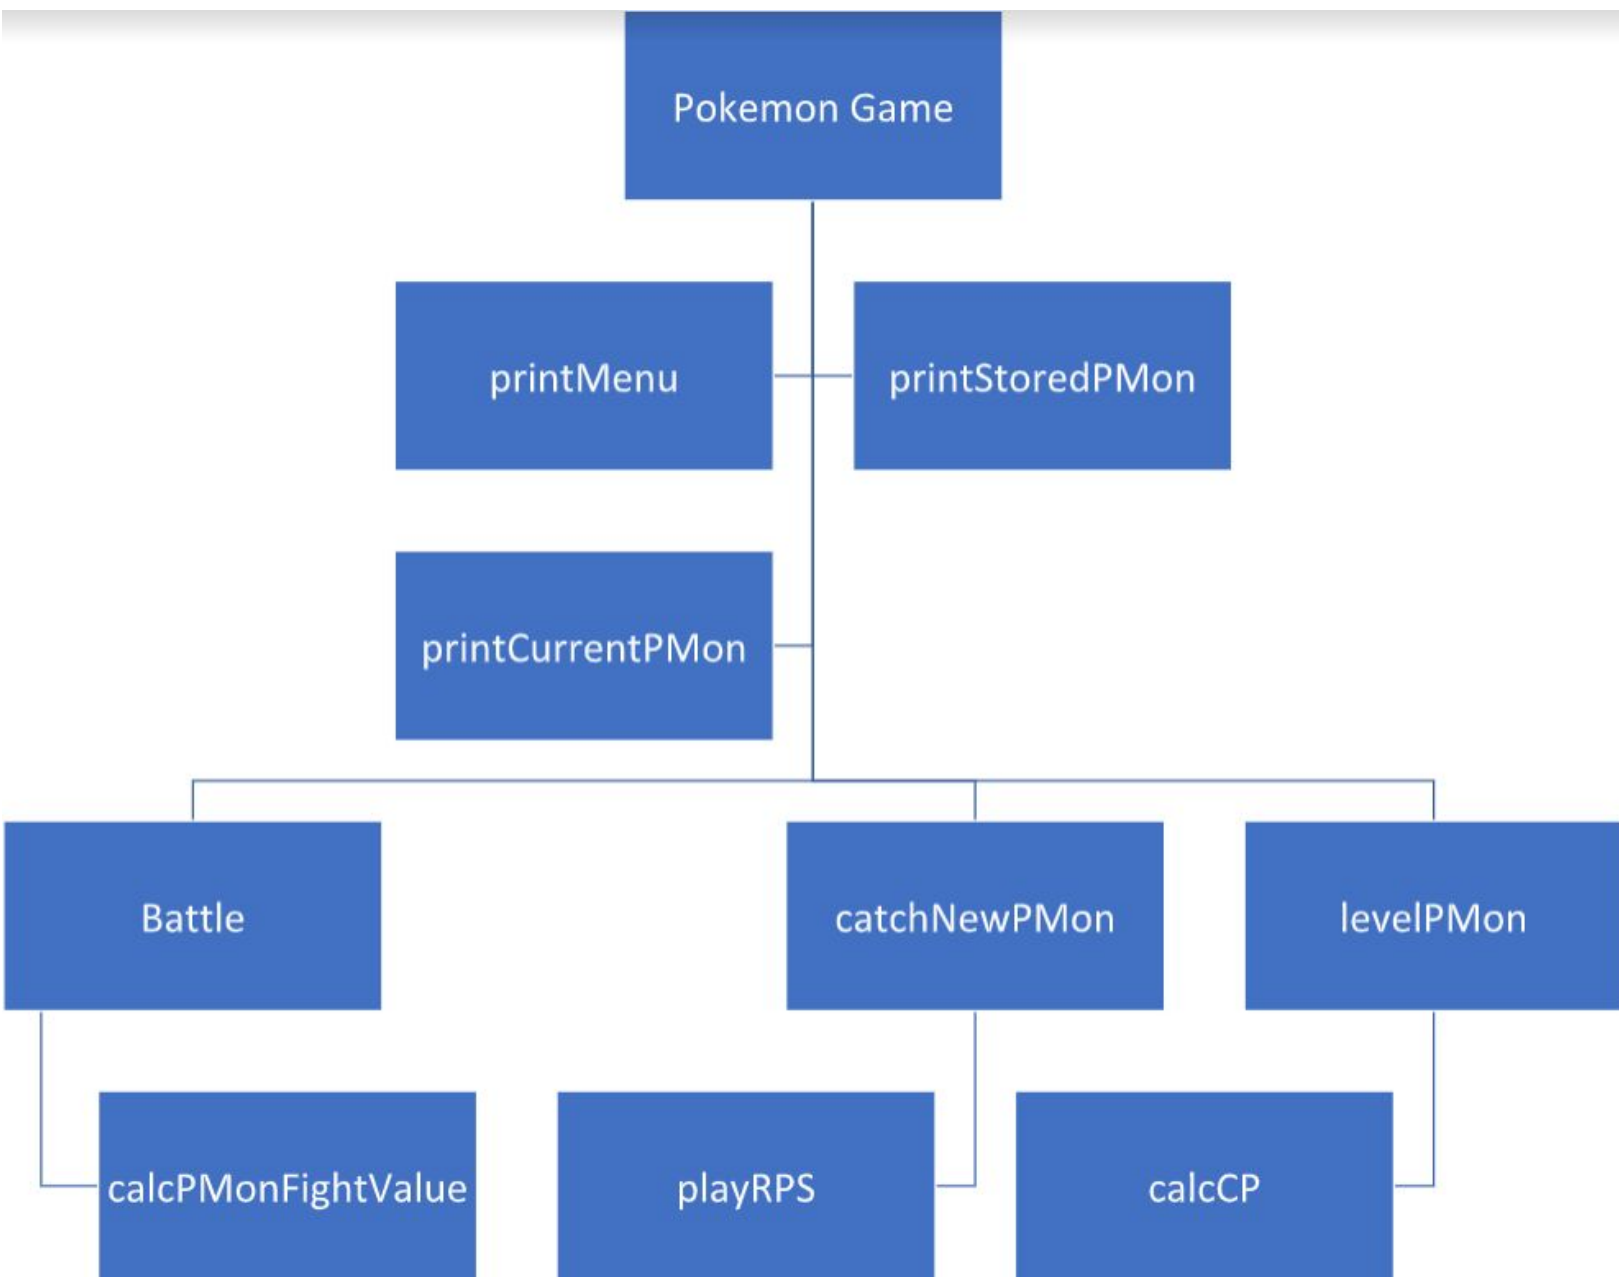 Pokemon Game
printMenu
printStoredPMon
printCurrentPMon
Battle
catchNewPMon
levelPMon
calcPMonFightValue
playRPS
calcCP